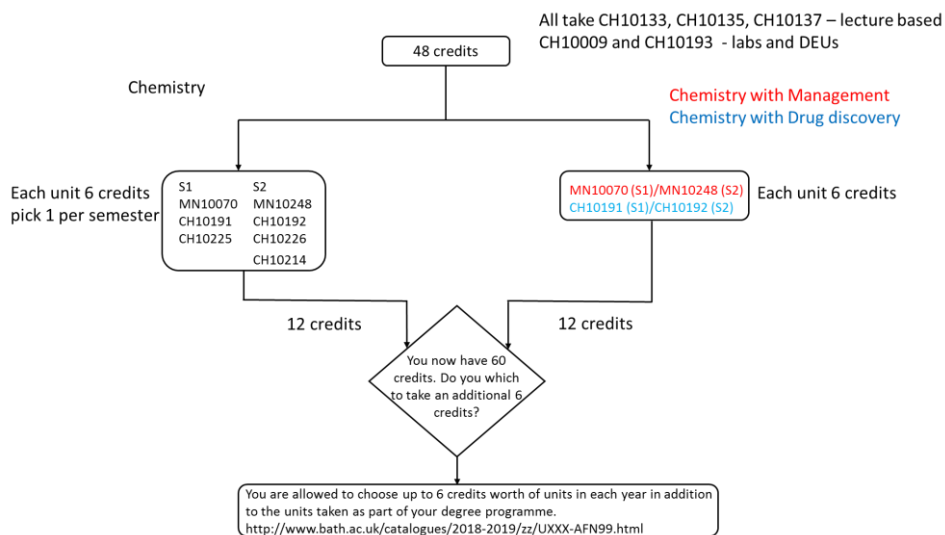 All take CH10133, CH10135, CH10137 – lecture based
CH10009 and CH10193  - labs and DEUs
48 credits
Chemistry
Chemistry with Management
Chemistry with Drug discovery
Each unit 6 credits
pick 1 per semester
S1 S2
MN10070 MN10248
CH10191 CH10192
CH10225 CH10226
CH10214
MN10070 (S1)/MN10248 (S2)
CH10191 (S1)/CH10192 (S2)
Each unit 6 credits
12 credits
12 credits
You now have 60
credits. Do you which
to take an additional 6
credits?
You are allowed to choose up to 6 credits worth of units in each year in addition
to the units taken as part of your degree programme.
http://www.bath.ac.uk/catalogues/2018-2019/zz/UXXX-AFN99.html